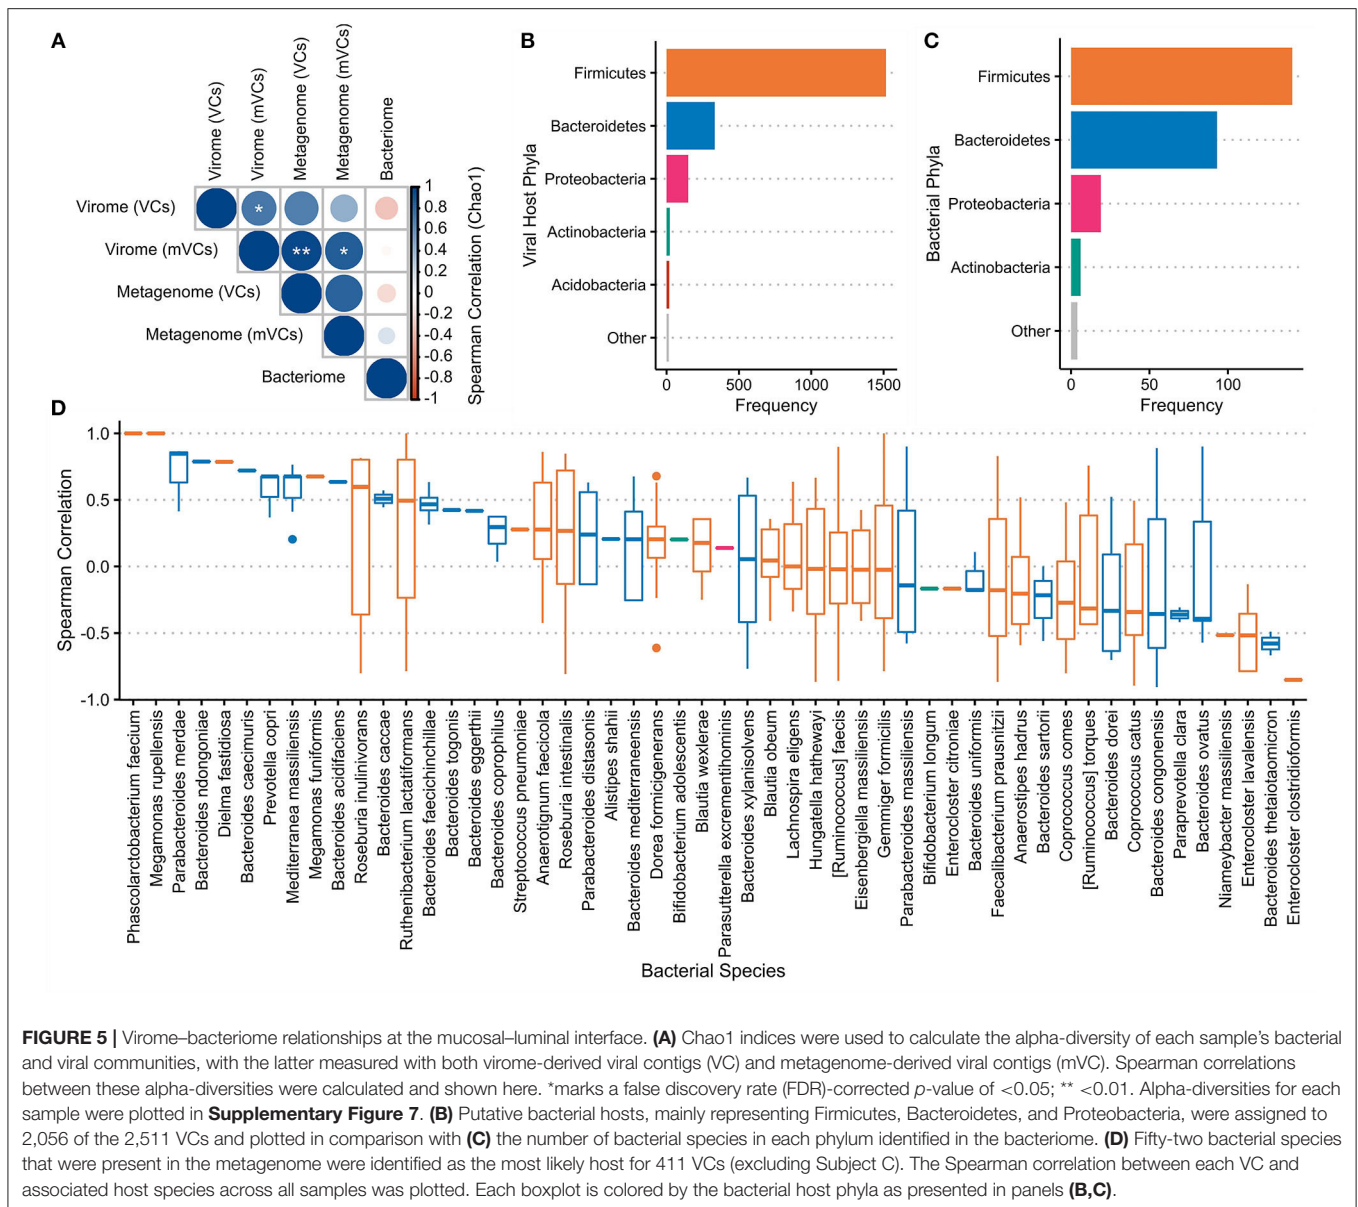 A
Virome (VCs)
Virome (mVCs)
Metagenome (VCs)
Metagenome (mVCs)
Bacteriome
Virome (VCs)
Virome (mVCs)
Metagenome (VCs)
Metagenome (mVCs)
Bacteriome
*
**
*
1
0.8
0.6
0.4
0.2
0
-0.2
-0.4
-0.6
-0.8
-1
Spearman Correlation (Chao1)
B
Viral Host Phyla
Firmicutes
Bacteroidetes
Proteobacteria
Actinobacteria
Acidobacteria
Other
0 500 1000 1500
Frequency
C
Bacterial Phyla
Firmicutes
Bacteroidetes
Proteobacteria
Actinobacteria
Other
0 50 100
Frequency
D
Spearman Correlation
1.0
0.5
0.0
-0.5
-1.0
Phascolarctobacterium faecium
Megamonas rupellensis
Parabacteroides merdae
Bacteroides ndongoniae
Dielma fastidiosa
Bacteroides caecimuris
Prevotella copri
Mediterranea massiliensis
Megamonas funiformis
Bacteroides acidifaciens
Roseburia inulinivorans
Bacteroides caccae
Ruthenibacterium lactatiformans
Bacteroides faecichinchillae
Bacteroides togonis
Bacteroides eggerthii
Bacteroides coprophilus
Streptococcus pneumoniae
Anaerotignum faecicola
Roseburia intestinalis
Parabacteroides distasonis
Alistipes shahii
Bacteroides mediterraneensis
Dorea formicigenerans
Bifidobacterium adolescentis
Blautia wexlerae
Parasutterella excrementihominis
Bacteroides xylanisolvens
Blautia obeum
Lachnospira eligens
Hungatella hathewayi
[Ruminococcus] faecis
Eisenbergiella massiliensis
Gemmiger formicilis
Parabacteroides massiliensis
Bifidobacterium longum
Enterocloster citroniae
Bacteroides uniformis
Faecalibacterium prausnitzii
Anaerostipes hadrus
Bacteroides sartorii
Coprococcus comes
[Ruminococcus] torques
Bacteroides dorei
Coprococcus catus
Bacteroides congonensis
Paraprevotella clara
Bacteroides ovatus
Niameybacter massiliensis
Enterocloster lavalensis
Bacteroides thetaiotaomicron
Enterocloster clostridioformis
Bacterial Species
FIGURE 5 | Virome–bacteriome relationships at the mucosal–luminal interface. (A) Chao1 indices were used to calculate the alpha-diversity of each sample's bacterial
and viral communities, with the latter measured with both virome-derived viral contigs (VC) and metagenome-derived viral contigs (mVC). Spearman correlations
between these alpha-diversities were calculated and shown here. *marks a false discovery rate (FDR)-corrected p-value of <0.05; ** <0.01. Alpha-diversities for each
sample were plotted in Supplementary Figure 7. (B) Putative bacterial hosts, mainly representing Firmicutes, Bacteroidetes, and Proteobacteria, were assigned to
2,056 of the 2,511 VCs and plotted in comparison with (C) the number of bacterial species in each phylum identified in the bacteriome. (D) Fifty-two bacterial species
that were present in the metagenome were identified as the most likely host for 411 VCs (excluding Subject C). The Spearman correlation between each VC and
associated host species across all samples was plotted. Each boxplot is colored by the bacterial host phyla as presented in panels (B,C).